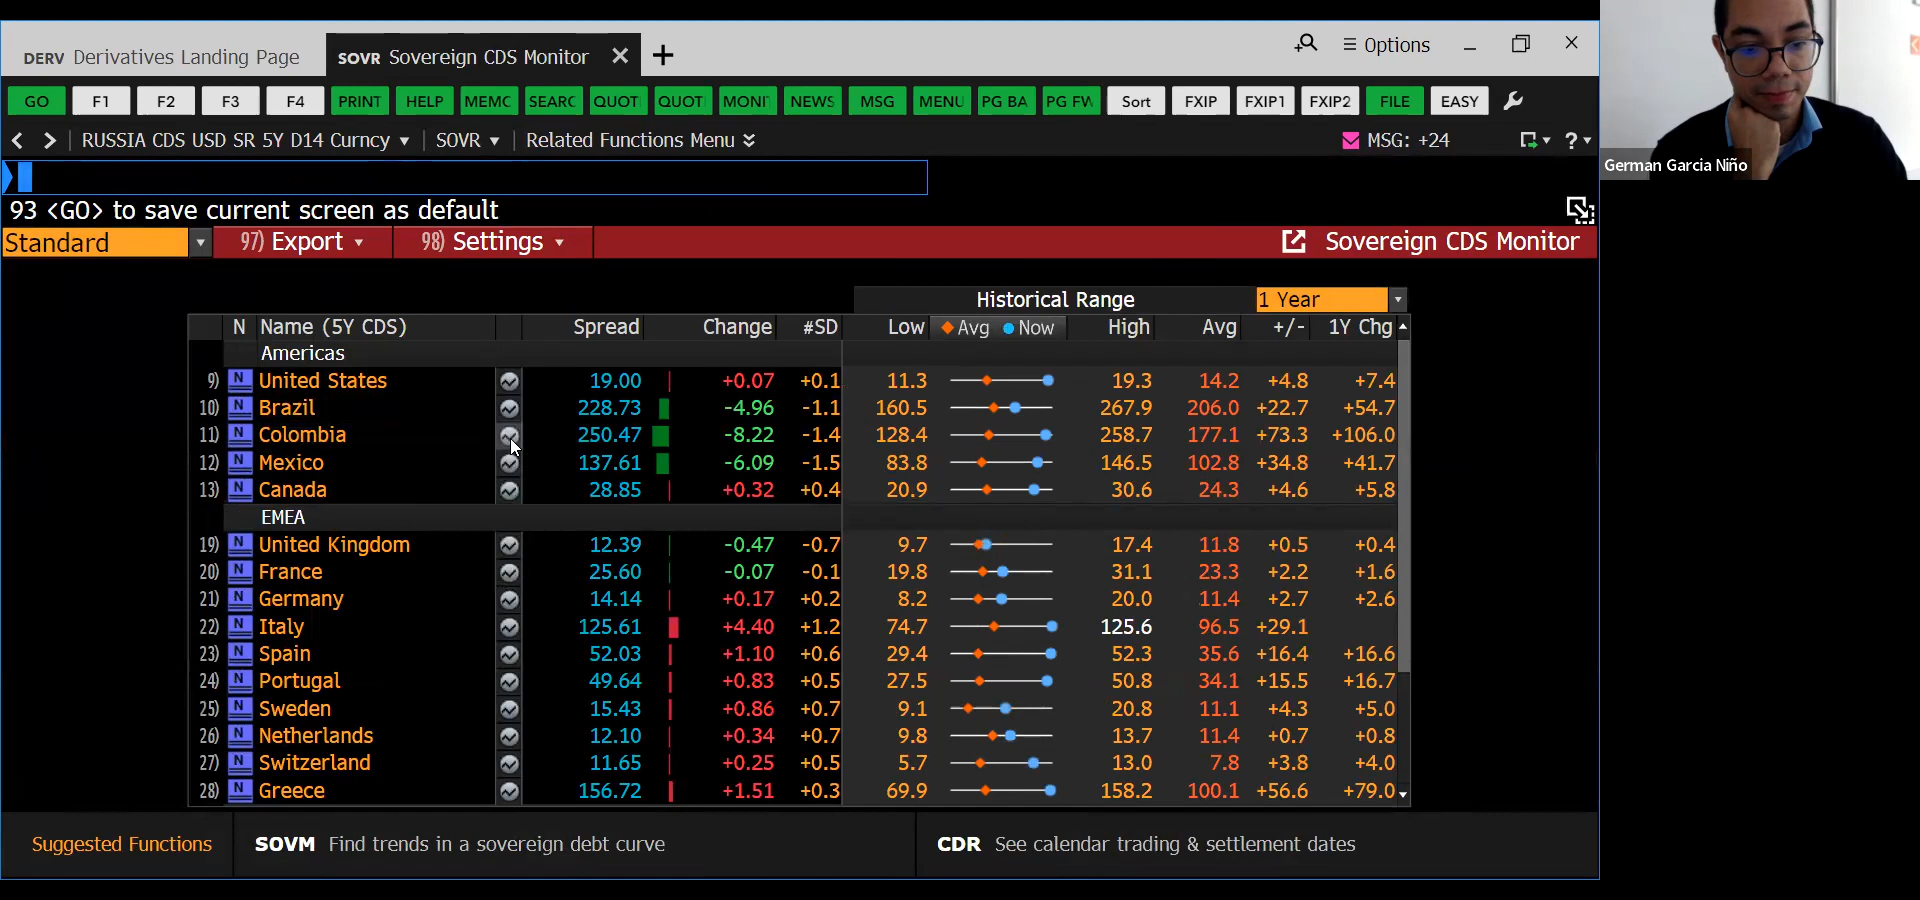 DERV Derivatives Landing Page SOVR Sovereign CDS Monitor Options
GO F1 F2 F3 F4 PRINT HELP MEMC SEARC QUOT QUOT MONI NEWS MSG MENU PG BA PG FW Sort FXIP FXIP1 FXIP2 FILE EASY
RUSSIA CDS USD SR 5Y D14 Curncy SOVR Related Functions Menu MSG: +24 ?
German Garcia Niño
93 <GO> to save current screen as default
Standard 97) Export 98) Settings Sovereign CDS Monitor
Historical Range 1 Year
N Name (5Y CDS) Spread Change #SD Low Avg Now High Avg +/- 1Y Chg
Americas
9) N United States 19.00 +0.07 +0.1 11.3 19.3 14.2 +4.8 +7.4
10) N Brazil 228.73 -4.96 -1.1 160.5 267.9 206.0 +22.7 +54.7
11) N Colombia 250.47 -8.22 -1.4 128.4 258.7 177.1 +73.3 +106.0
12) N Mexico 137.61 -6.09 -1.5 83.8 146.5 102.8 +34.8 +41.7
13) N Canada 28.85 +0.32 +0.4 20.9 30.6 24.3 +4.6 +5.8
EMEA
19) N United Kingdom 12.39 -0.47 -0.7 9.7 17.4 11.8 +0.5 +0.4
20) N France 25.60 -0.07 -0.1 19.8 31.1 23.3 +2.2 +1.6
21) N Germany 14.14 +0.17 +0.2 8.2 20.0 11.4 +2.7 +2.6
22) N Italy 125.61 +4.40 +1.2 74.7 125.6 96.5 +29.1
23) N Spain 52.03 +1.10 +0.6 29.4 52.3 35.6 +16.4 +16.6
24) N Portugal 49.64 +0.83 +0.5 27.5 50.8 34.1 +15.5 +16.7
25) N Sweden 15.43 +0.86 +0.7 9.1 20.8 11.1 +4.3 +5.0
26) N Netherlands 12.10 +0.34 +0.7 9.8 13.7 11.4 +0.7 +0.8
27) N Switzerland 11.65 +0.25 +0.5 5.7 13.0 7.8 +3.8 +4.0
28) N Greece 156.72 +1.51 +0.3 69.9 158.2 100.1 +56.6 +79.0
Suggested Functions SOVM Find trends in a sovereign debt curve CDR See calendar trading & settlement dates